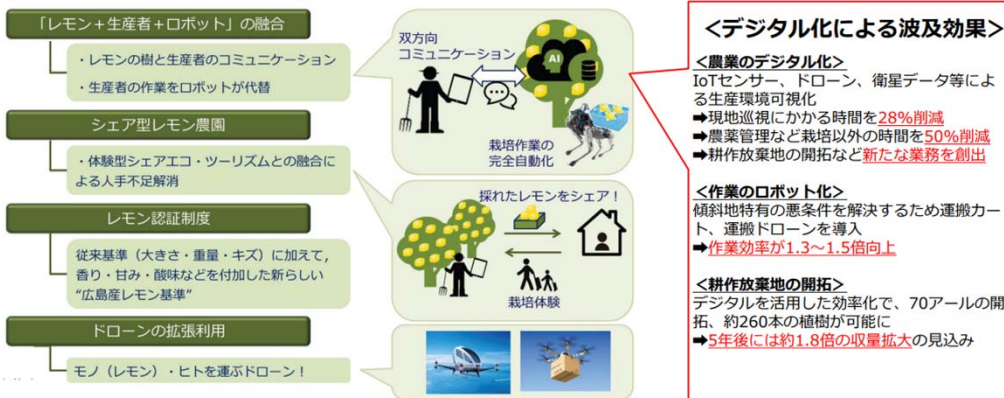 「レモン＋生産者＋ロボット」の融合
・レモンの樹と生産者のコミュニケーション
・生産者の作業をロボットが代替
シェア型レモン農園
・体験型シェアエコ・ツーリズムとの融合
による人手不足解消
レモン認証制度
従来基準（大きさ・重量・キズ）に加えて，
香り・甘み・酸味などを付加した新らしい
“広島産レモン基準”
ドローンの拡張利用
モノ（レモン）・ヒトを運ぶドローン！
双方向
コミュニケーション
AI
栽培作業の
完全自動化
採れたレモンをシェア！
栽培体験
＜デジタル化による波及効果＞
＜農業のデジタル化＞
IoTセンサー、ドローン、衛星データ等によ
る生産環境可視化
➡現地巡視にかかる時間を28%削減
➡農薬管理など栽培以外の時間を50%削減
➡耕作放棄地の開拓など新たな業務を創出
＜作業のロボット化＞
傾斜地特有の悪条件を解決するため運搬カー
ト、運搬ドローンを導入
➡作業効率が1.3～1.5倍向上
＜耕作放棄地の開拓＞
デジタルを活用した効率化で、70アールの開
拓、約260本の植樹が可能に
➡5年後には約1.8倍の収量拡大の見込み